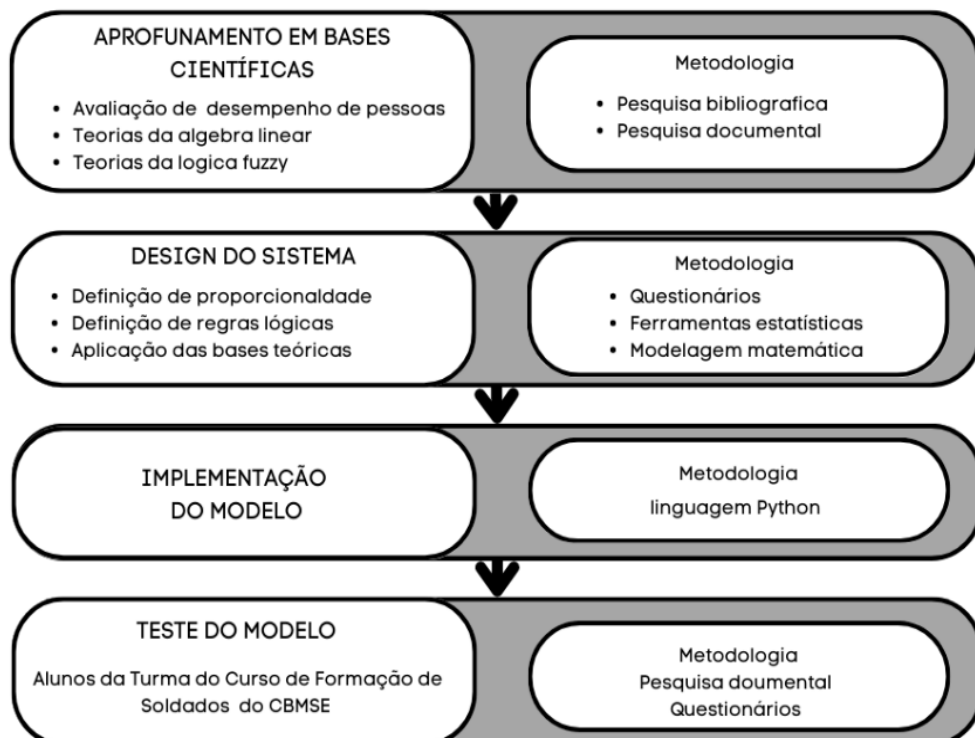 APROFUNAMENTO EM BASES
CIENTÍFICAS
• Avaliação de desempenho de pessoas
• Teorias da algebra linear
• Teorias da logica fuzzy
Metodologia
• Pesquisa bibliografica
• Pesquisa documental
DESIGN DO SISTEMA
• Definição de proporcionaldade
• Definição de regras lógicas
• Aplicação das bases teóricas
Metodologia
• Questionários
• Ferramentas estatísticas
• Modelagem matemática
IMPLEMENTAÇÃO
DO MODELO
Metodologia
linguagem Python
TESTE DO MODELO
Alunos da Turma do Curso de Formação de
Soldados do CBMSE
Metodologia
Pesquisa doumental
Questionários